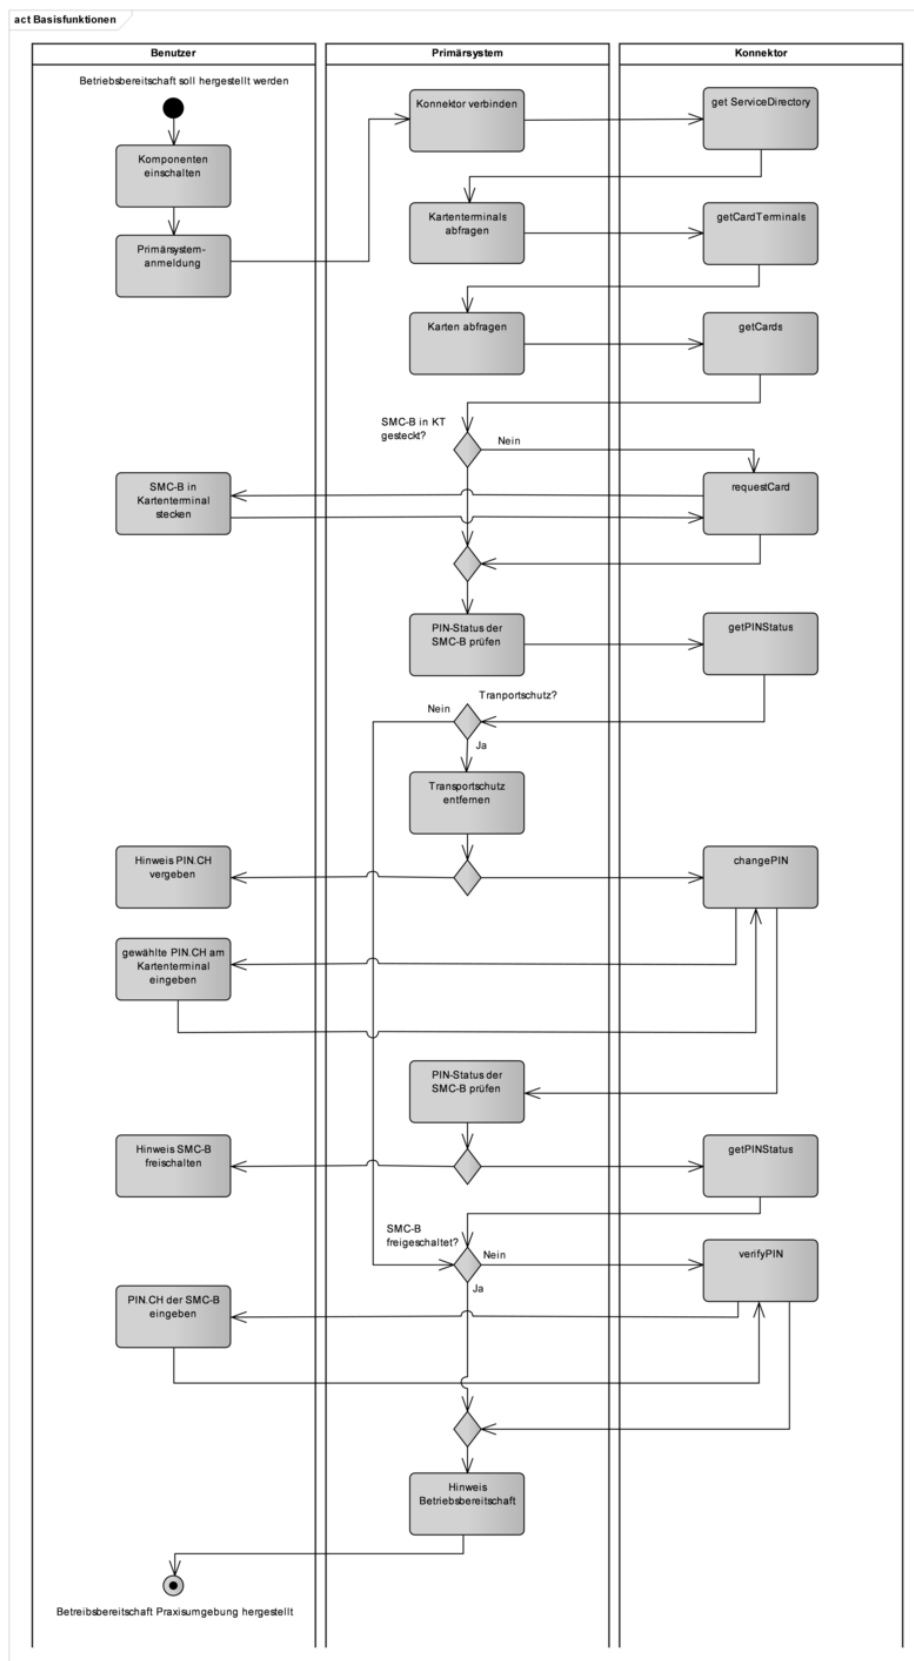 act Basisfunktionen
Benutzer
Primärsystem
Konnektor
Betriebsbereitschaft soll hergestellt werden
Konnektor verbinden
get ServiceDirectory
Komponenten
einschalten
Kartenterminals
abfragen
getCardTerminals
Primärsystem-
anmeldung
Karten abfragen
getCards
SMC-B in KT
gesteckt?
Nein
SMC-B in
Kartenterminal
stecken
requestCard
PIN-Status der
SMC-B prüfen
getPINStatus
Tranportschutz?
Nein
Ja
Transportschutz
entfernen
Hinweis PIN.CH
vergeben
changePIN
gewählte PIN.CH am
Kartenterminal
eingeben
PIN-Status der
SMC-B prüfen
Hinweis SMC-B
freischalten
getPINStatus
SMC-B
freigeschaltet?
Nein
Ja
verifyPIN
PIN.CH der SMC-B
eingeben
Hinweis
Betriebsbereitschaft
Betreibsbereitschaft Praxisumgebung hergestellt